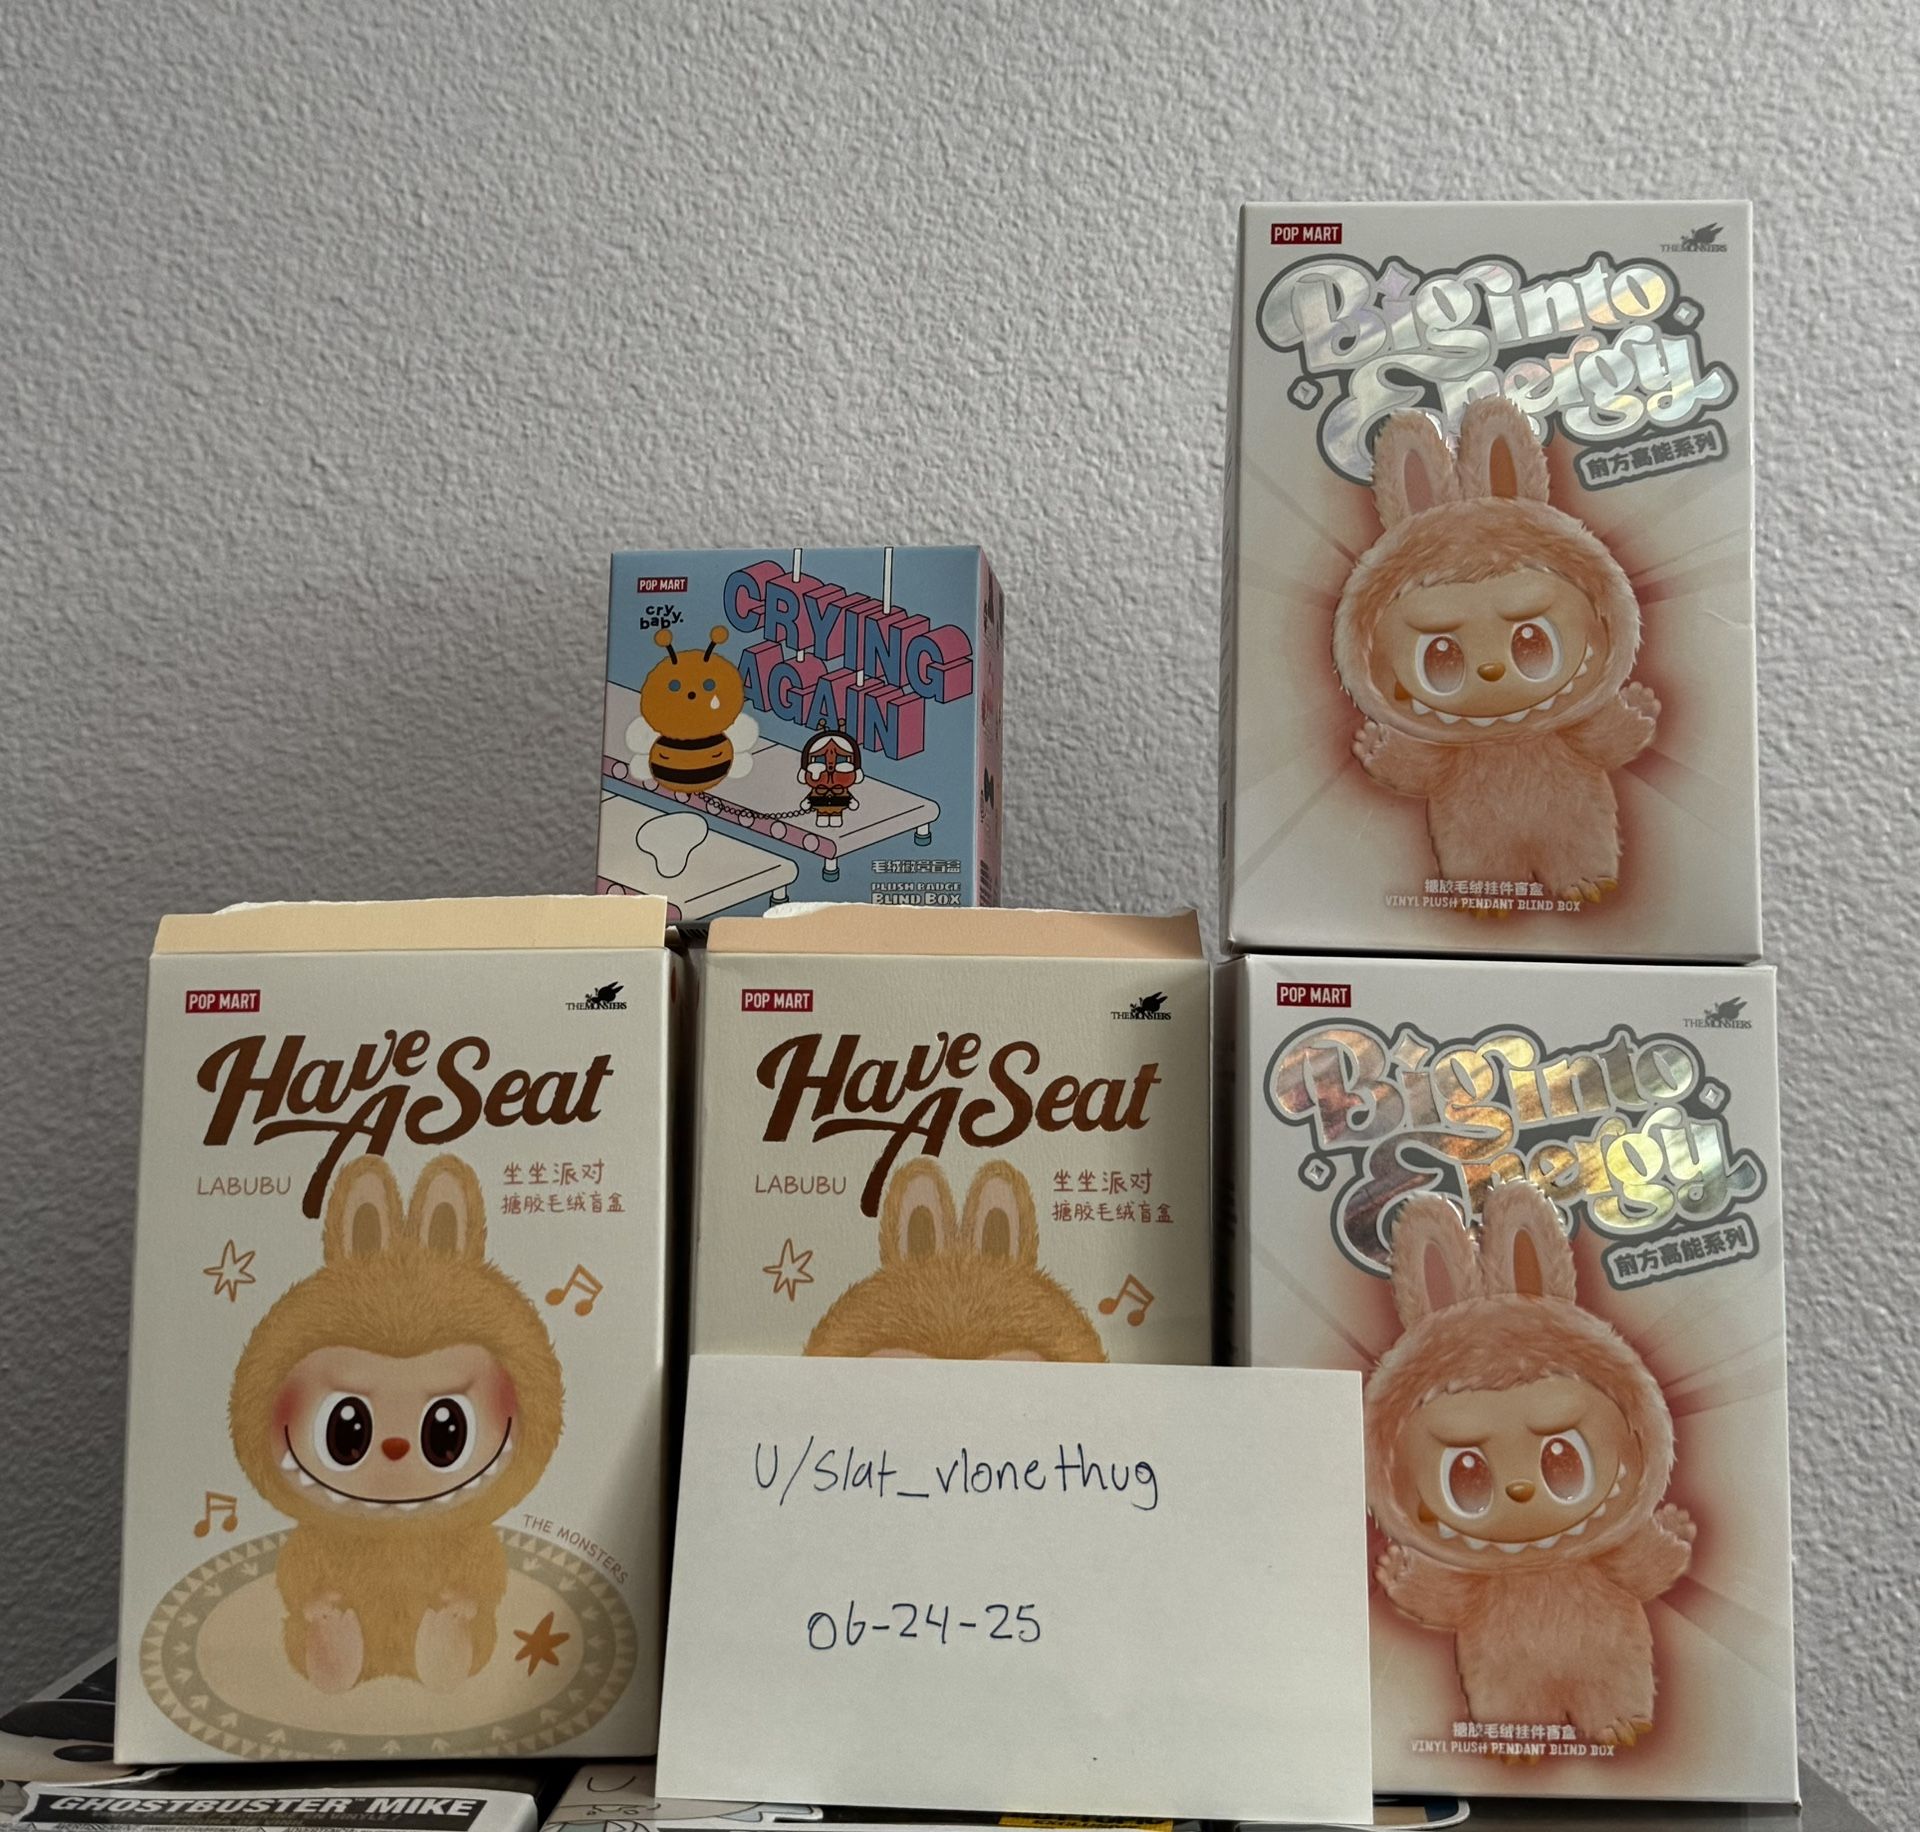 POP MART
THE MONSTERS
Big into
Energy
前方高能系列
搪胶毛绒挂件盲盒
VINYL PLUSH PENDANT BLIND BOX
POP MART
cry
baby.
CRYING
AGAIN
毛绒徽章盲盒
PLUSH BADGE
BLIND BOX
POP MART
THE MONSTERS
Have
A Seat
LABUBU
坐坐派对
搪胶毛绒盲盒
THE MONSTERS
POP MART
THE MONSTERS
Have
A Seat
LABUBU
坐坐派对
搪胶毛绒盲盒
POP MART
THE MONSTERS
Big into
Energy
前方高能系列
搪胶毛绒挂件盲盒
VINYL PLUSH PENDANT BLIND BOX
U/Slat_vlonethug
06-24-25
GHOSTBUSTER™ MIKE